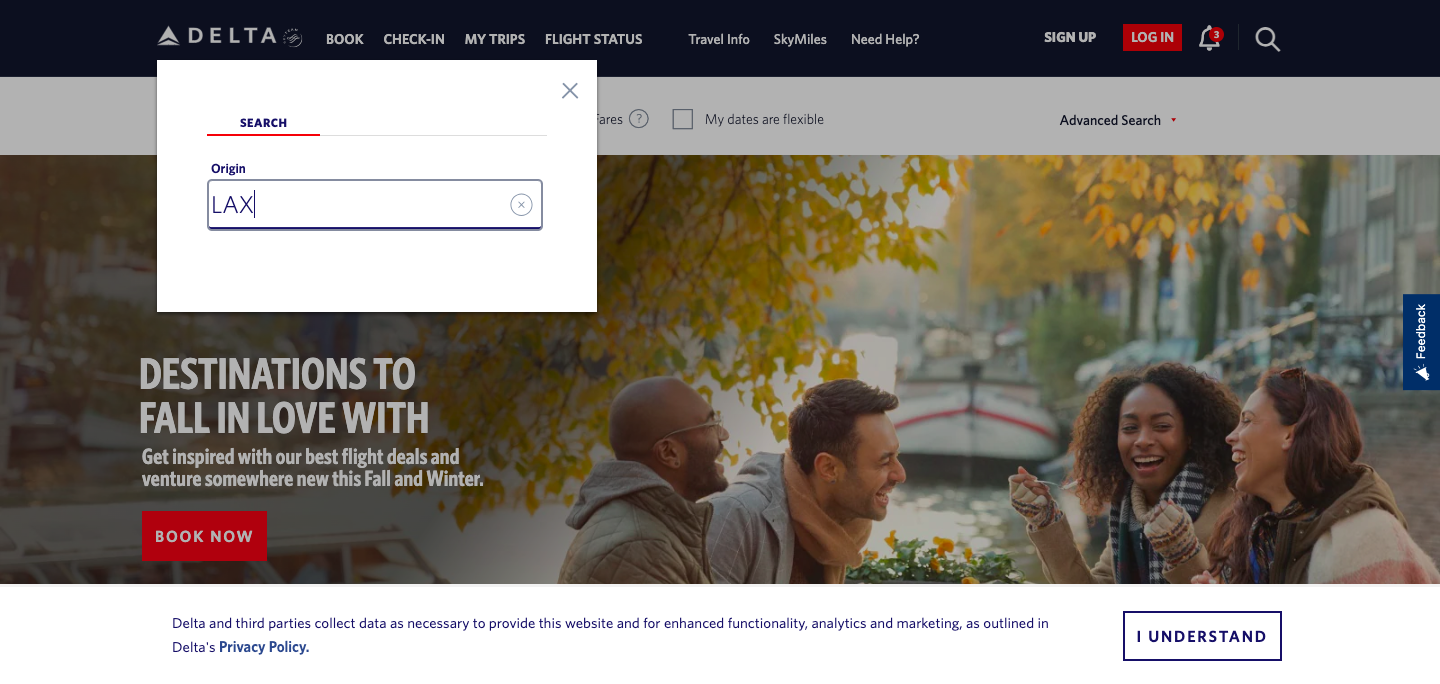 DELTA
BOOK
CHECK-IN
MY TRIPS
FLIGHT STATUS
Travel Info
SkyMiles
Need Help?
SIGN UP
LOG IN
3
SEARCH
Origin
LAX
Fares ?
My dates are flexible
Advanced Search
DESTINATIONS TO
FALL IN LOVE WITH
Get inspired with our best flight deals and
venture somewhere new this Fall and Winter.
BOOK NOW
Feedback
Delta and third parties collect data as necessary to provide this website and for enhanced functionality, analytics and marketing, as outlined in
Delta's Privacy Policy.
I UNDERSTAND